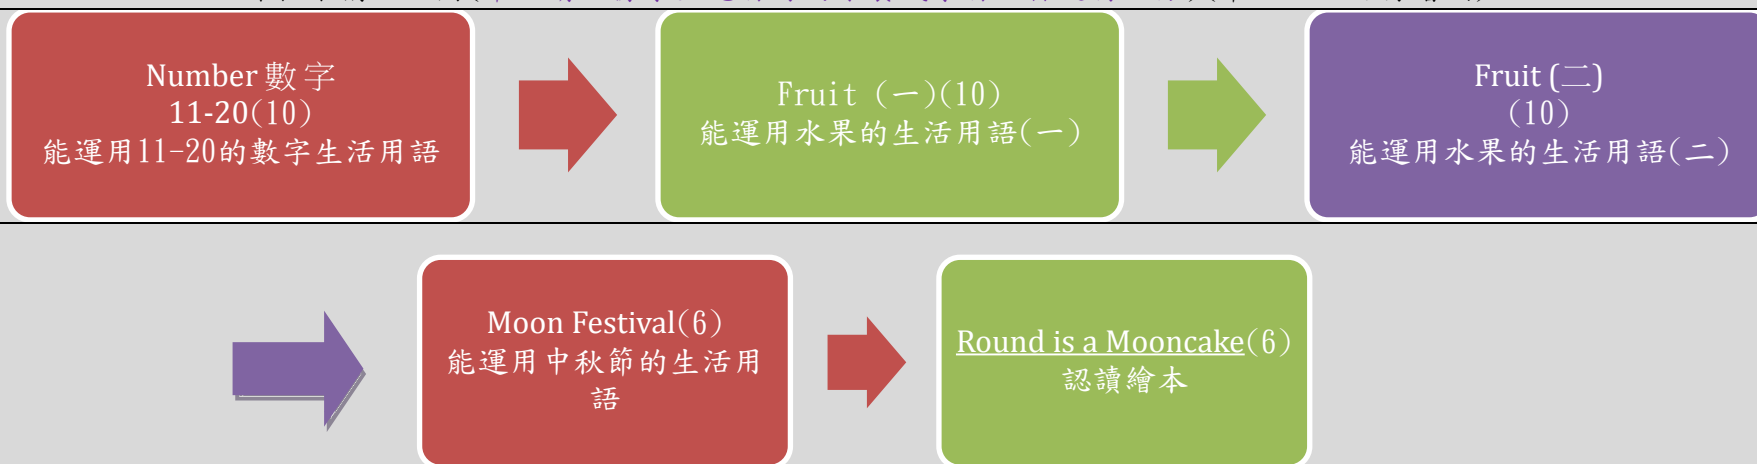 Number 數字
11-20(10)
能運用11-20的數字生活用語
Fruit (一)(10)
能運用水果的生活用語(一)
Fruit (二)
(10)
能運用水果的生活用語(二)
Moon Festival(6)
能運用中秋節的生活用
語
Round is a Mooncake(6)
認讀繪本